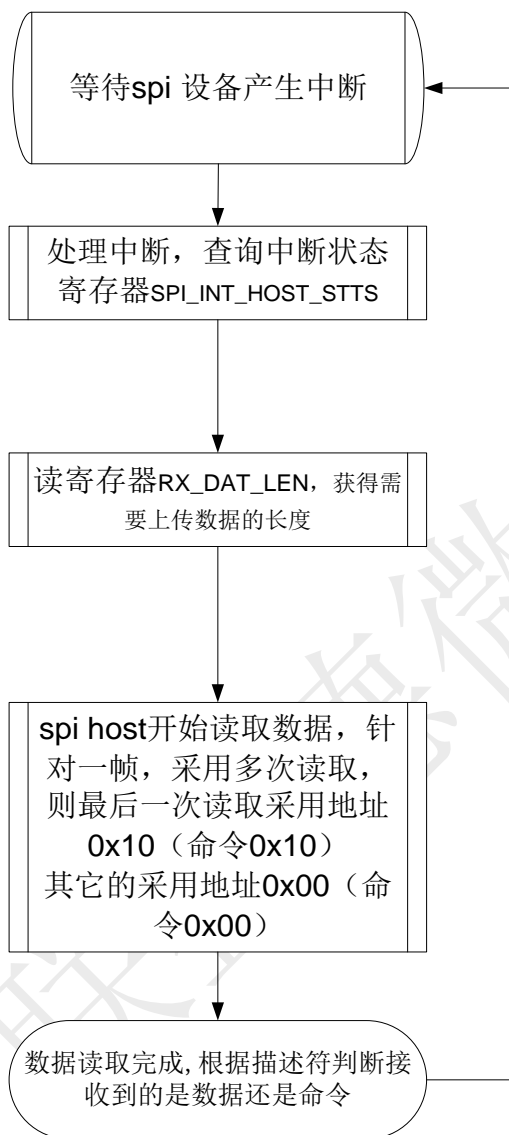 等待spi 设备产生中断
处理中断，查询中断状态
寄存器SPI_INT_HOST_STTS
读寄存器RX_DAT_LEN，获得需
要上传数据的长度
spi host开始读取数据，针
对一帧，采用多次读取，
则最后一次读取采用地址
0x10（命令0x10）
其它的采用地址0x00（命
令0x00）
数据读取完成,根据描述符判断接
收到的是数据还是命令